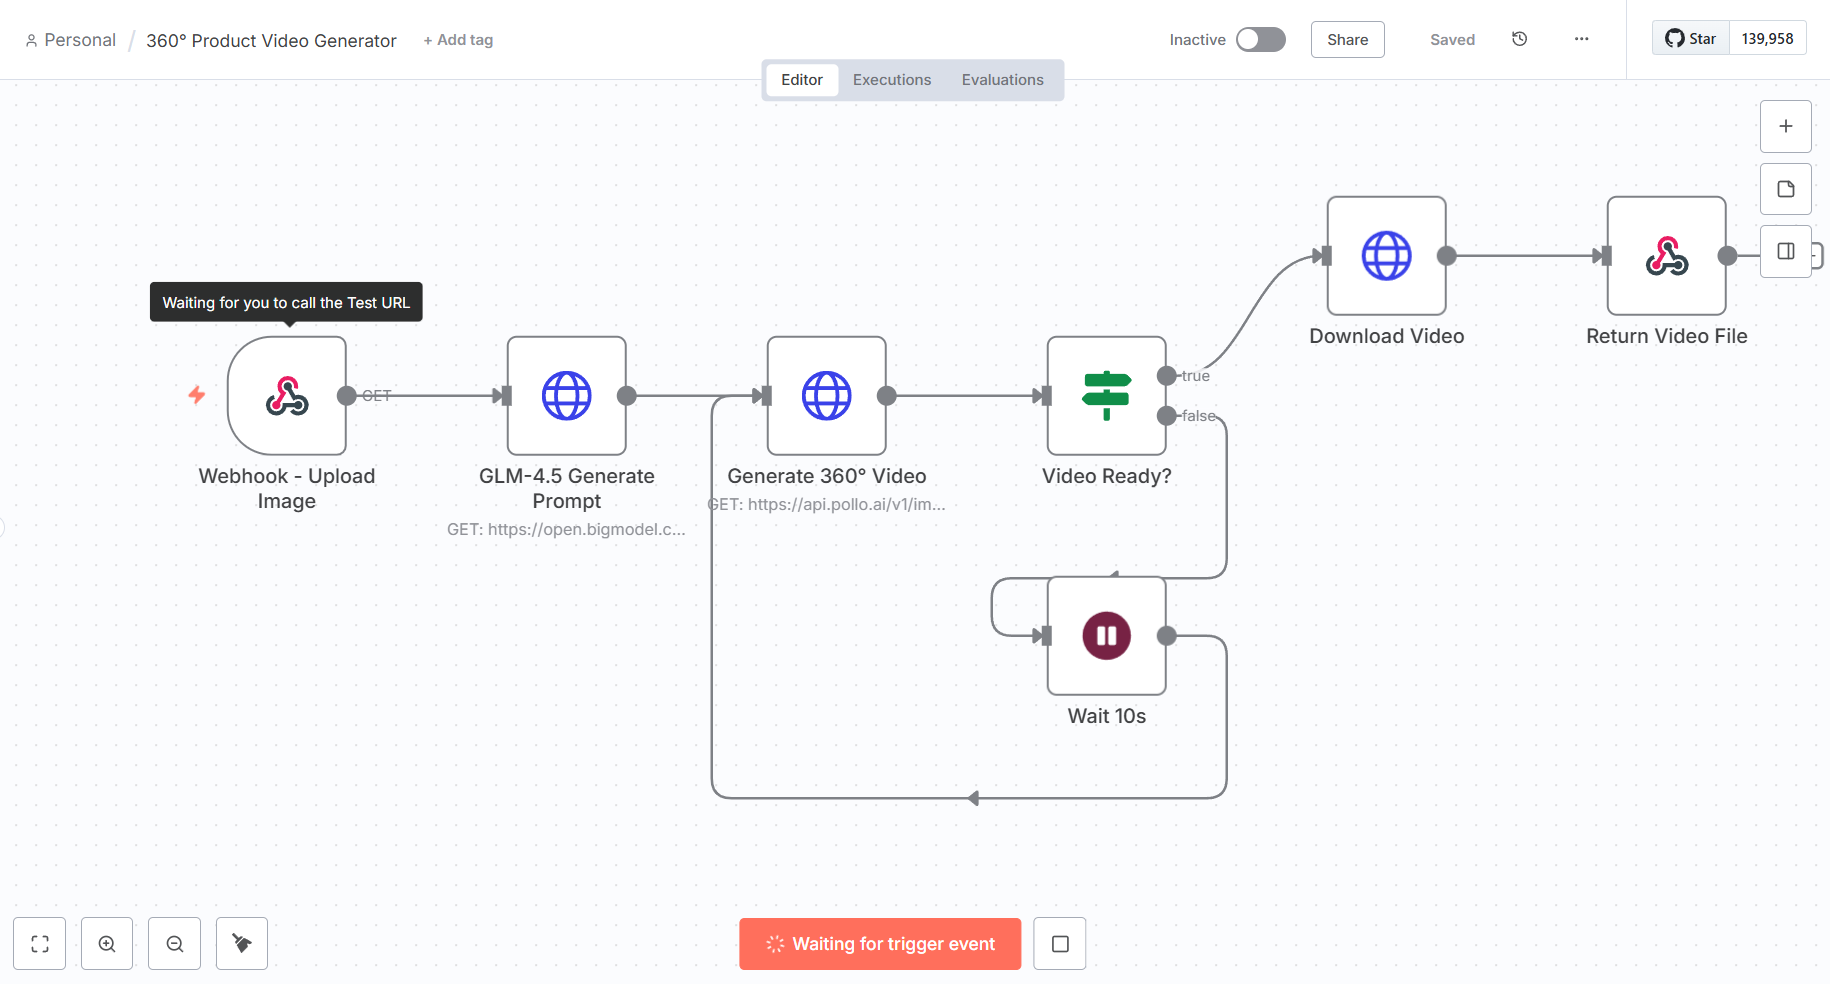 Personal / 360° Product Video Generator + Add tag
Inactive
Share
Saved
Star 139,958
Editor Executions Evaluations
Waiting for you to call the Test URL
GET
Webhook - Upload
Image
GLM-4.5 Generate
Prompt
GET: https://open.bigmodel.c...
Generate 360° Video
GET: https://api.pollo.ai/v1/im...
Video Ready?
true
false
Wait 10s
Download Video
Return Video File
Waiting for trigger event